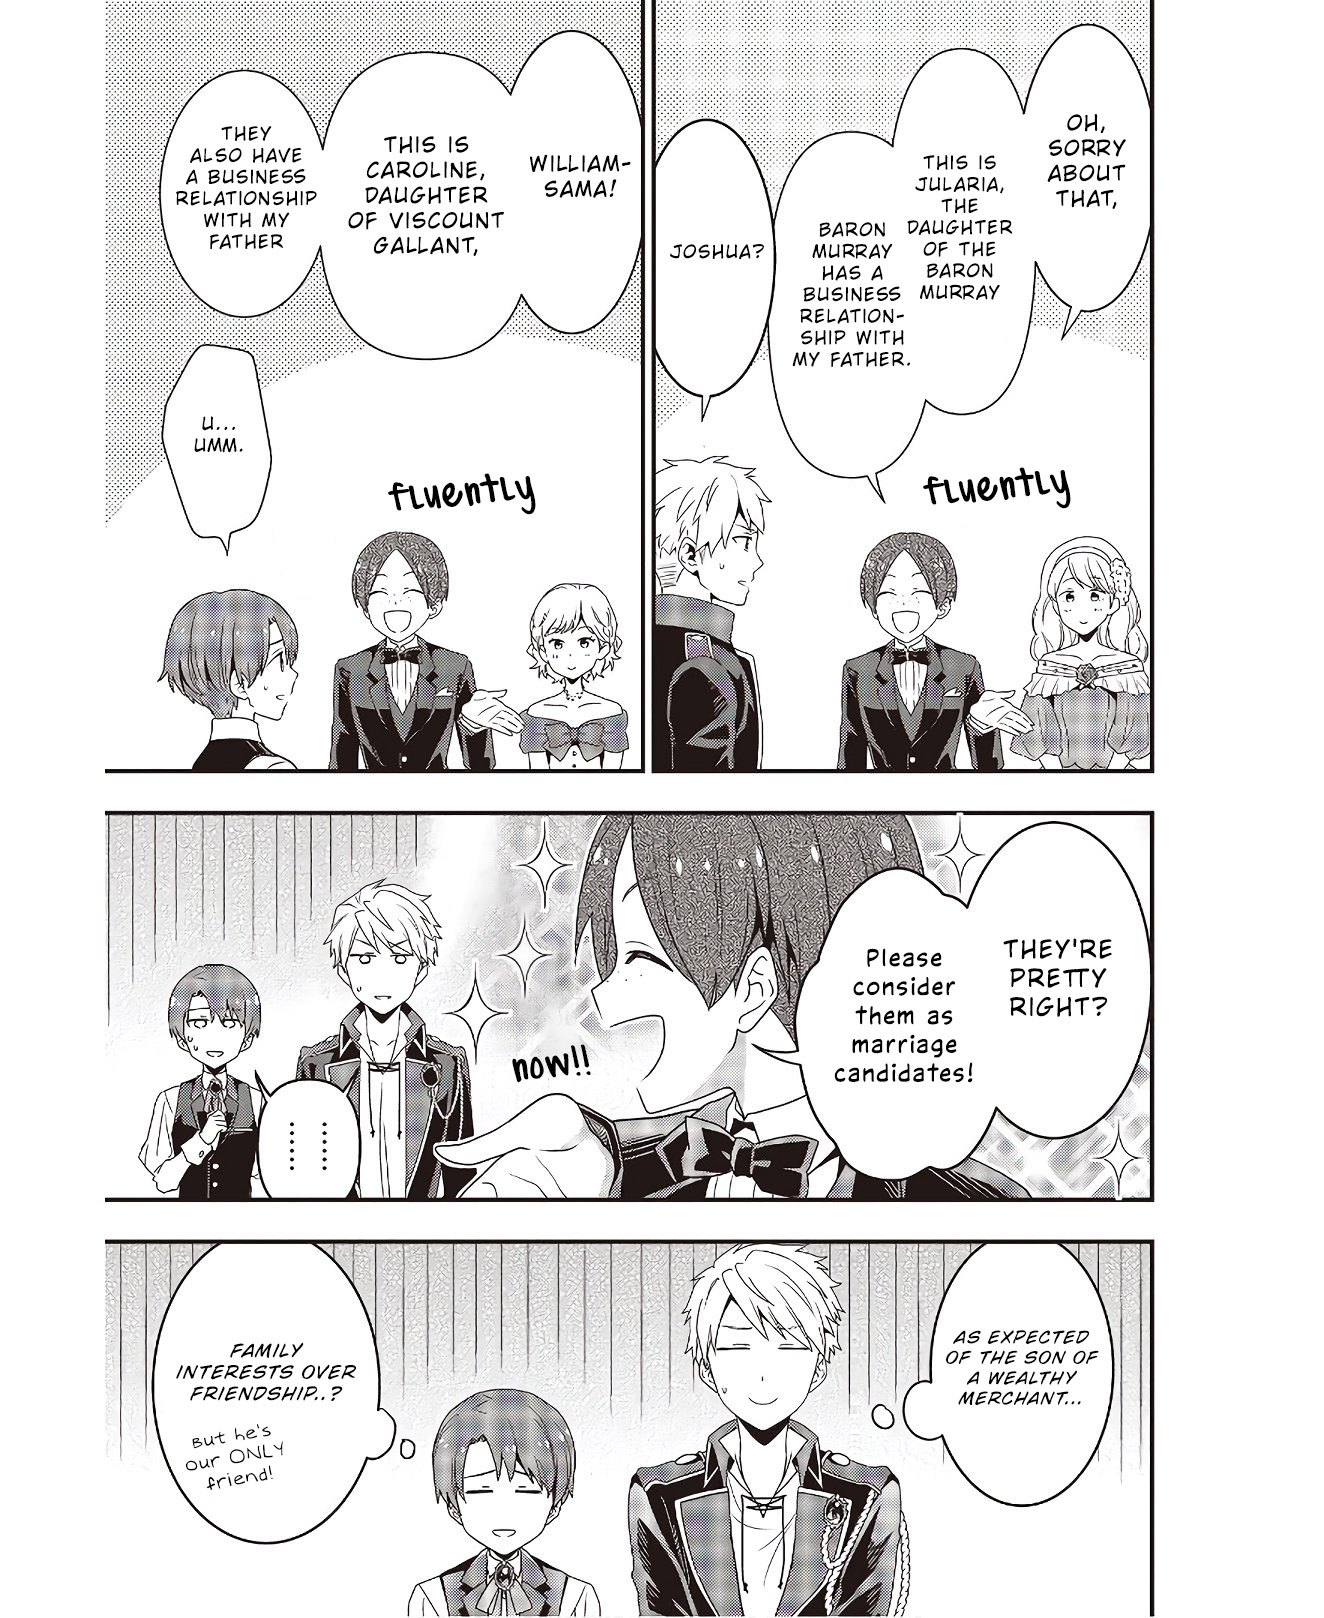 OH,
SORRY
ABOUT
THAT,
THIS IS
JULARIA,
THE
DAUGHTER
OF THE
BARON
MURRAY
BARON
MURRAY
HAS A
BUSINESS
RELATION-
SHIP WITH
MY FATHER.
JOSHUA?
fluently
WILLIAM-
SAMA!
THIS IS
CAROLINE,
DAUGHTER
OF VISCOUNT
GALLANT,
THEY
ALSO HAVE
A BUSINESS
RELATIONSHIP
WITH MY
FATHER
U...
UMM.
fluently
THEY'RE
PRETTY
RIGHT?
Please
consider
them as
marriage
candidates!
now!!
AS EXPECTED
OF THE SON OF
A WEALTHY
MERCHANT...
FAMILY
INTERESTS OVER
FRIENDSHIP..?
But he's
our ONLY
friend!